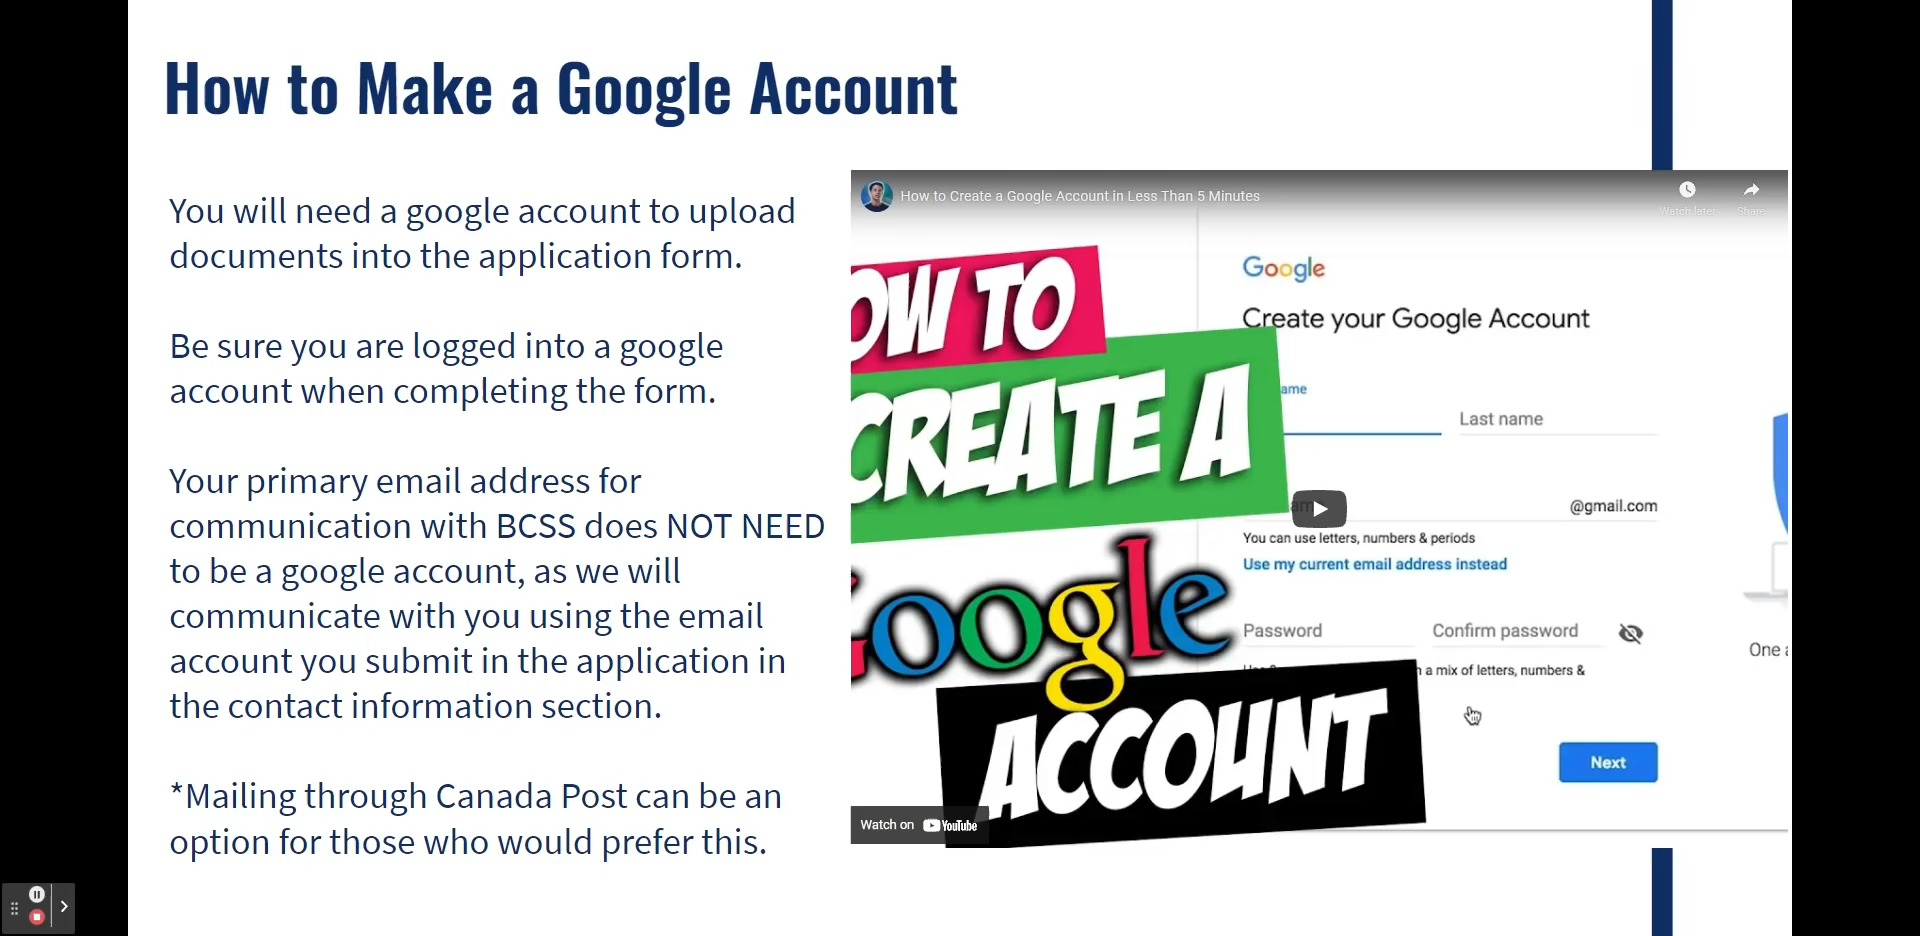 How to Make a Google Account
You will need a google account to upload
documents into the application form.
Be sure you are logged into a google
account when completing the form.
Your primary email address for
communication with BCSS does NOT NEED
to be a google account, as we will
communicate with you using the email
account you submit in the application in
the contact information section.
*Mailing through Canada Post can be an
option for those who would prefer this.
How to Create a Google Account in Less Than 5 Minutes
Watch later
Share
OW TO
CREATE A
Google
ACCOUNT
Google
Create your Google Account
ame
Last name
@gmail.com
You can use letters, numbers & periods
Use my current email address instead
Password
Confirm password
a mix of letters, numbers &
One
Next
Watch on YouTube